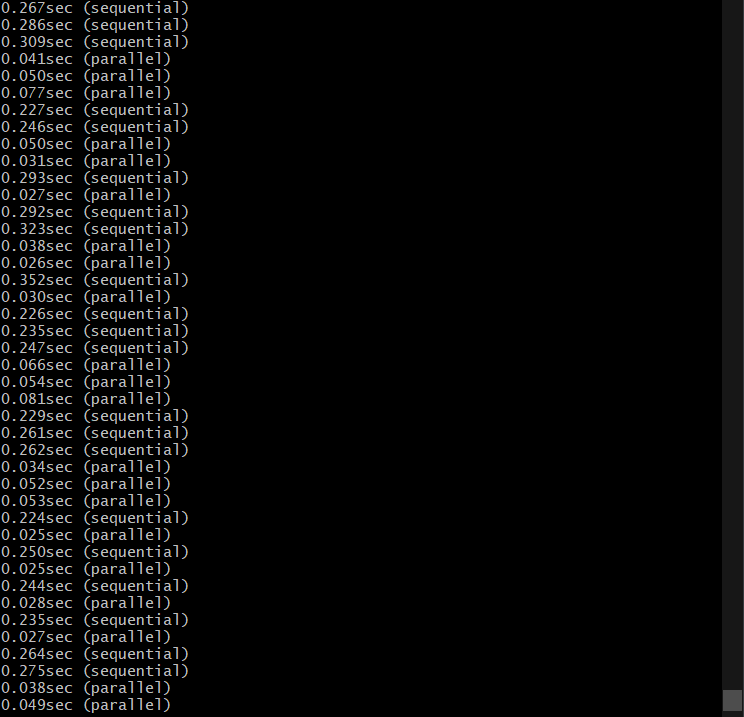 0.267sec (sequential)
0.286sec (sequential)
0.309sec (sequential)
0.041sec (parallel)
0.050sec (parallel)
0.077sec (parallel)
0.227sec (sequential)
0.246sec (sequential)
0.050sec (parallel)
0.031sec (parallel)
0.293sec (sequential)
0.027sec (parallel)
0.292sec (sequential)
0.323sec (sequential)
0.038sec (parallel)
0.026sec (parallel)
0.352sec (sequential)
0.030sec (parallel)
0.226sec (sequential)
0.235sec (sequential)
0.247sec (sequential)
0.066sec (parallel)
0.054sec (parallel)
0.081sec (parallel)
0.229sec (sequential)
0.261sec (sequential)
0.262sec (sequential)
0.034sec (parallel)
0.052sec (parallel)
0.053sec (parallel)
0.224sec (sequential)
0.025sec (parallel)
0.250sec (sequential)
0.025sec (parallel)
0.244sec (sequential)
0.028sec (parallel)
0.235sec (sequential)
0.027sec (parallel)
0.264sec (sequential)
0.275sec (sequential)
0.038sec (parallel)
0.049sec (parallel)